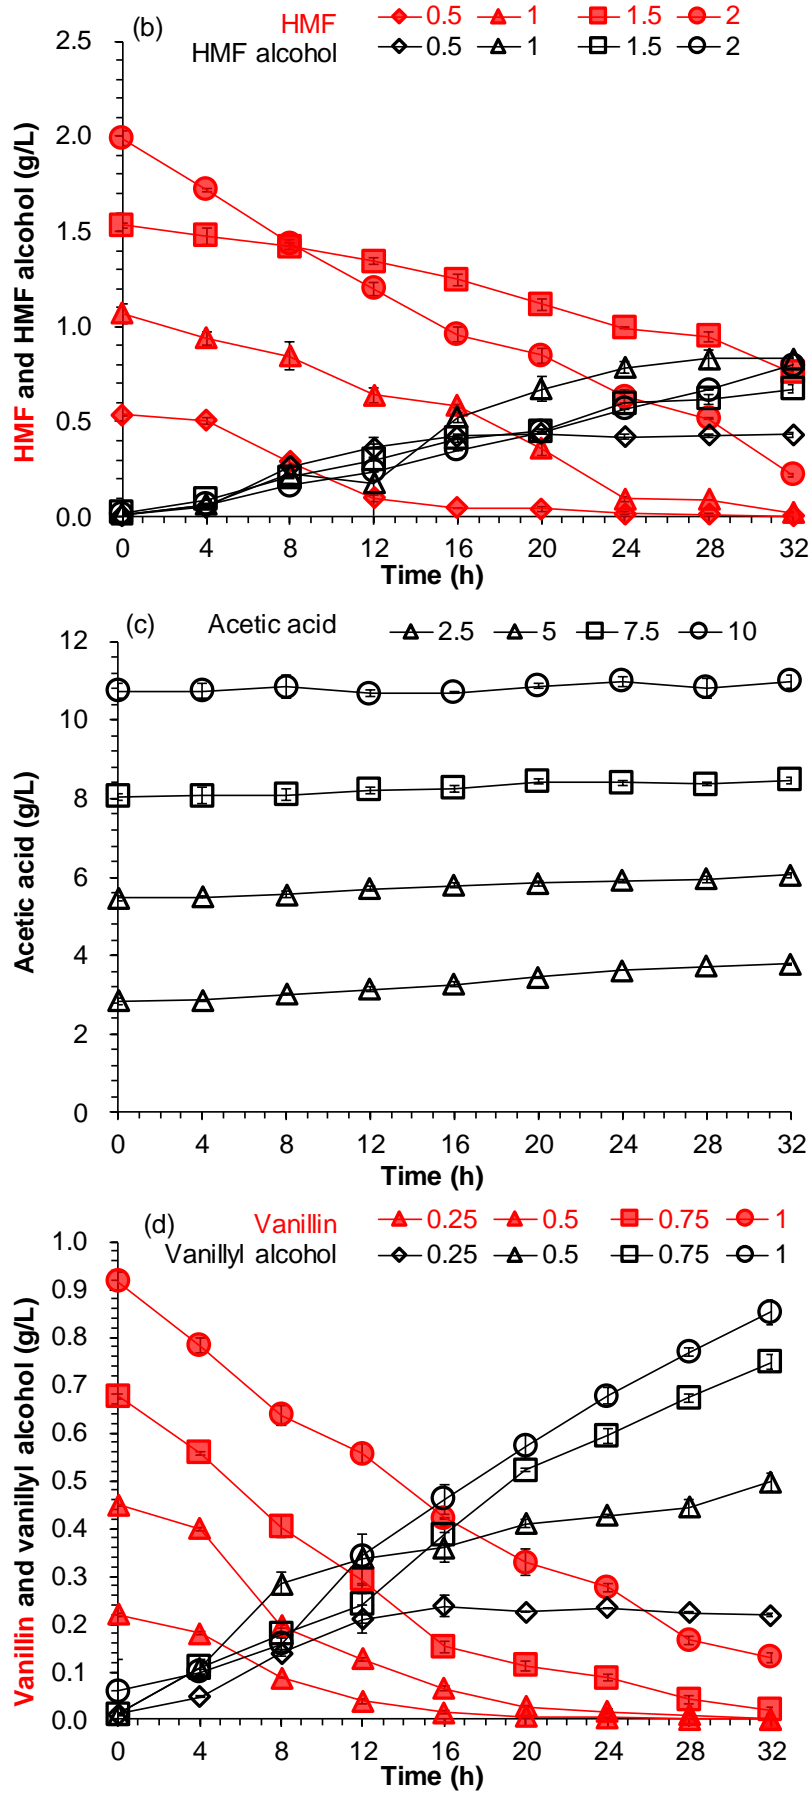 (b) HMF 0.5 1 1.5 2
HMF alcohol 0.5 1 1.5 2
HMF and HMF alcohol (g/L)
2.5
2.0
1.5
1.0
0.5
0.0
0 4 8 12 16 20 24 28 32
Time (h)
(c) Acetic acid 2.5 5 7.5 10
Acetic acid (g/L)
12
10
8
6
4
2
0
0 4 8 12 16 20 24 28 32
Time (h)
(d) Vanillin 0.25 0.5 0.75 1
Vanillyl alcohol 0.25 0.5 0.75 1
Vanillin and vanillyl alcohol (g/L)
1.0
0.9
0.8
0.7
0.6
0.5
0.4
0.3
0.2
0.1
0.0
0 4 8 12 16 20 24 28 32
Time (h)